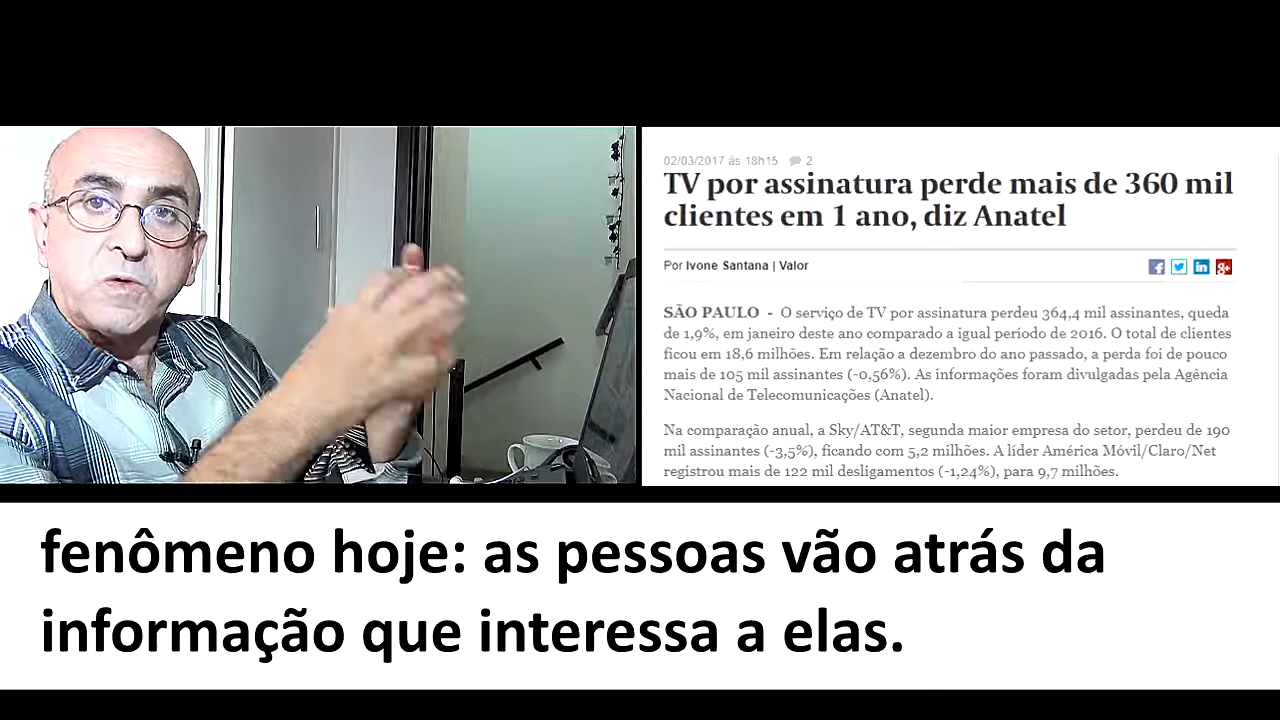 02/03/2017 às 18h15 2
TV por assinatura perde mais de 360 mil
clientes em 1 ano, diz Anatel
Por Ivone Santana | Valor
SÃO PAULO - O serviço de TV por assinatura perdeu 364,4 mil assinantes, queda
de 1,9%, em janeiro deste ano comparado a igual período de 2016. O total de clientes
ficou em 18,6 milhões. Em relação a dezembro do ano passado, a perda foi de pouco
mais de 105 mil assinantes (-0,56%). As informações foram divulgadas pela Agência
Nacional de Telecomunicações (Anatel).
Na comparação anual, a Sky/AT&T, segunda maior empresa do setor, perdeu de 190
mil assinantes (-3,5%), ficando com 5,2 milhões. A líder América Móvil/Claro/Net
registrou mais de 122 mil desligamentos (-1,24%), para 9,7 milhões.
fenômeno hoje: as pessoas vão atrás da
informação que interessa a elas.